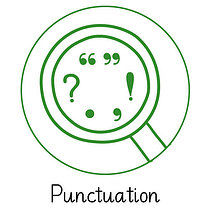 “ ”
? !
. ,
Punctuation